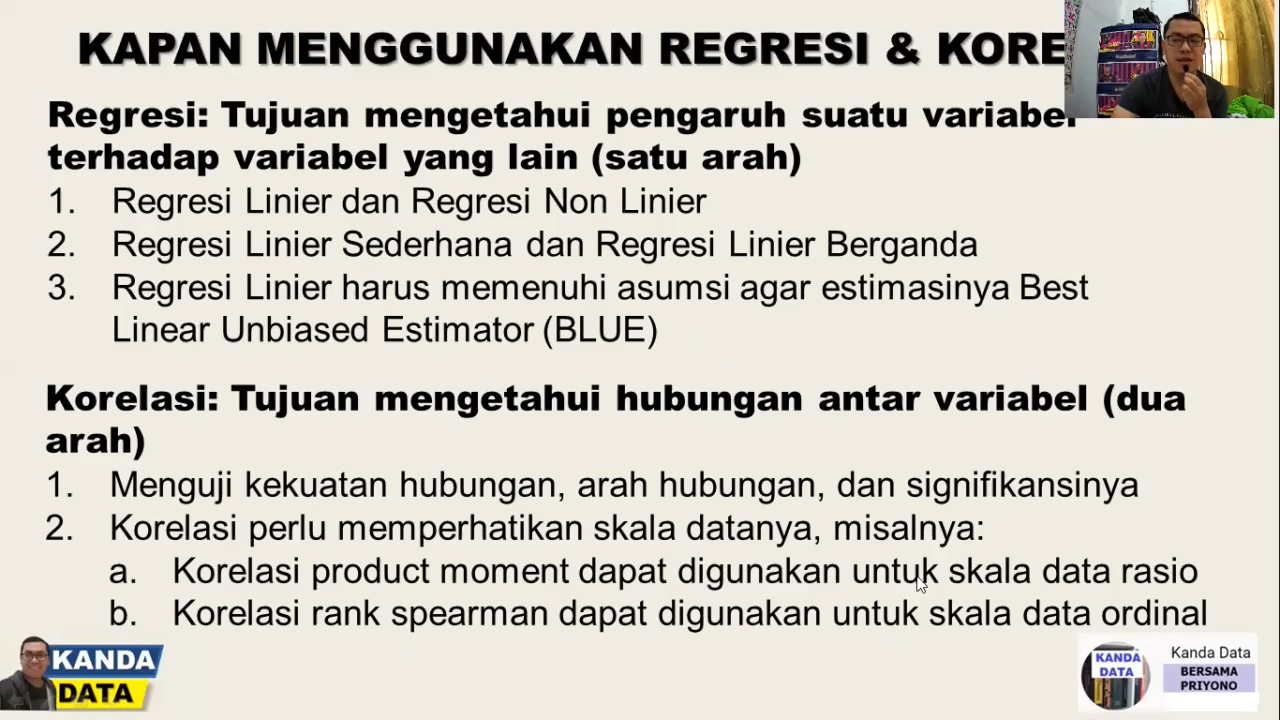 KAPAN MENGGUNAKAN REGRESI & KORE
Regresi: Tujuan mengetahui pengaruh suatu variabel
terhadap variabel yang lain (satu arah)
1. Regresi Linier dan Regresi Non Linier
2. Regresi Linier Sederhana dan Regresi Linier Berganda
3. Regresi Linier harus memenuhi asumsi agar estimasinya Best
Linear Unbiased Estimator (BLUE)
Korelasi: Tujuan mengetahui hubungan antar variabel (dua
arah)
1. Menguji kekuatan hubungan, arah hubungan, dan signifikansinya
2. Korelasi perlu memperhatikan skala datanya, misalnya:
a. Korelasi product moment dapat digunakan untuk skala data rasio
b. Korelasi rank spearman dapat digunakan untuk skala data ordinal
KANDA
DATA
KANDA
DATA
Kanda Data
BERSAMA
PRIYONO